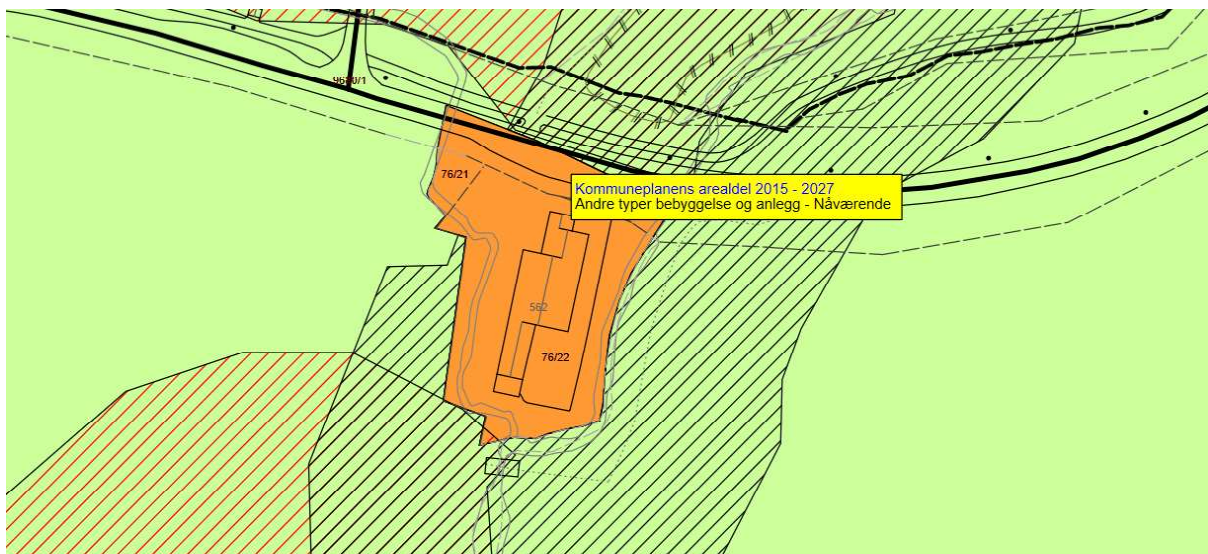 76/21
Kommuneplanens arealdel 2015 - 2027
Andre typer bebyggelse og anlegg - Nåværende
562
76/22